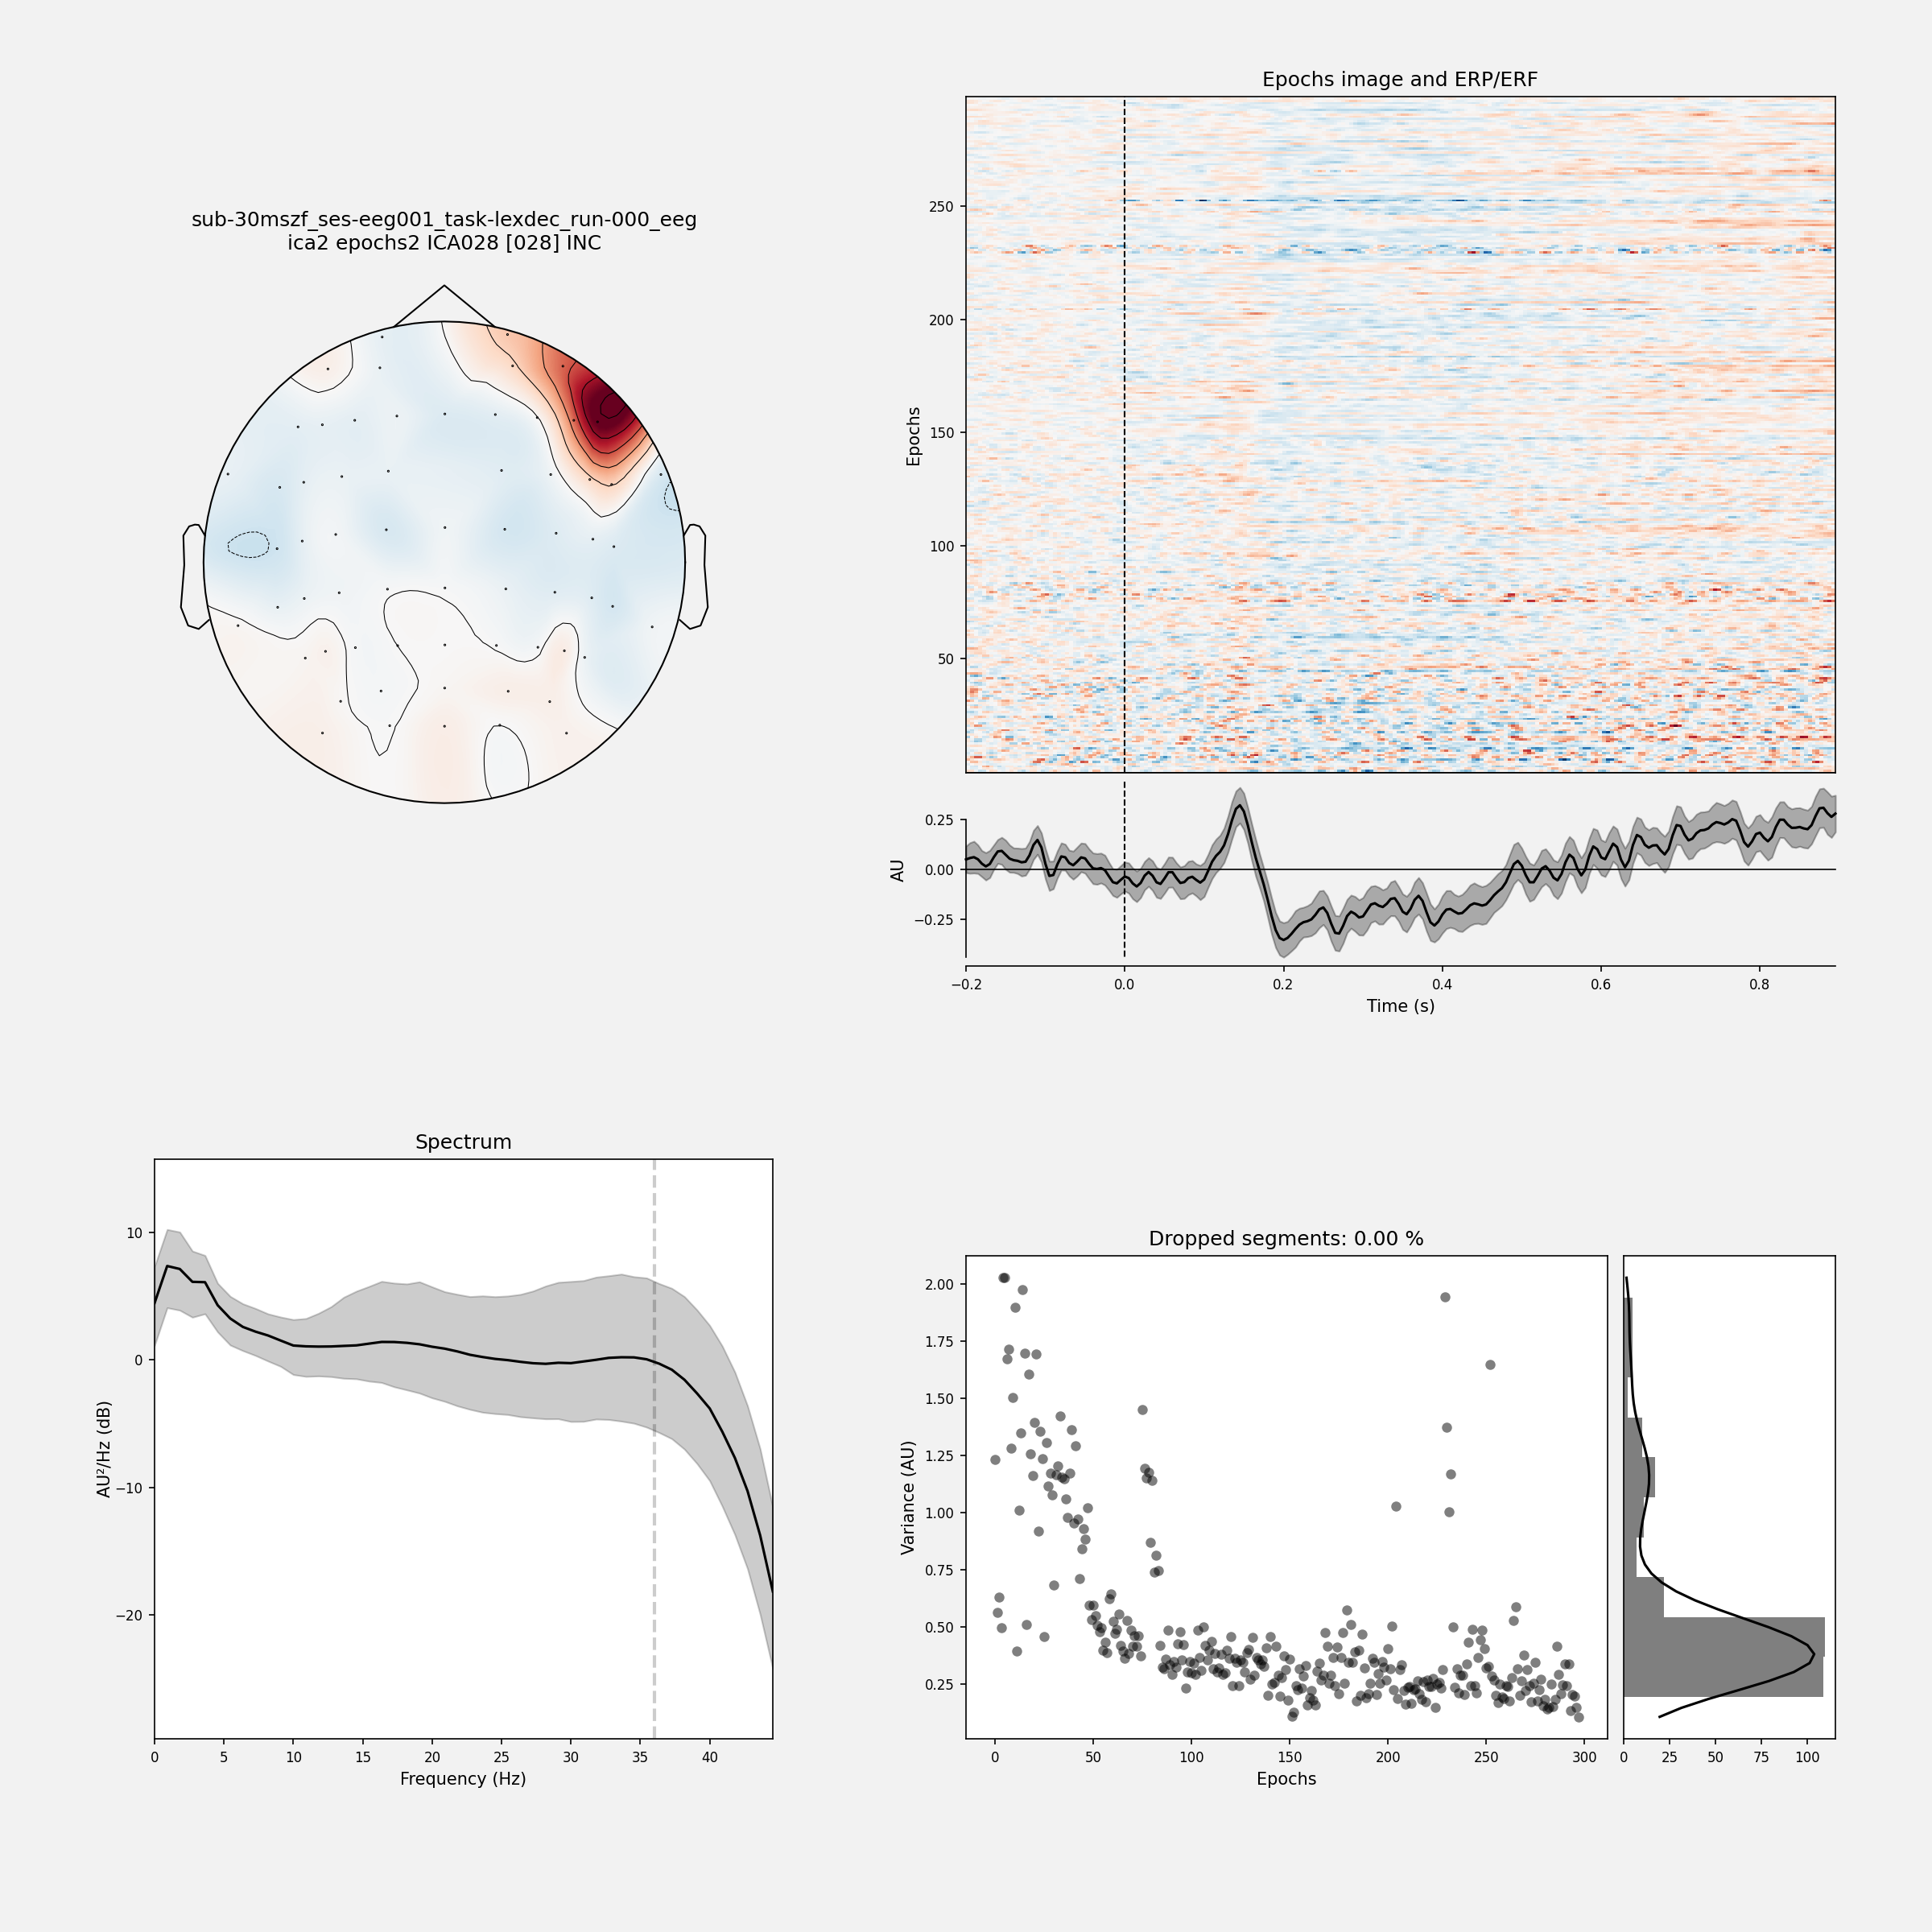 sub-30mszf_ses-eeg001_task-lexdec_run-000_eeg
ica2 epochs2 ICA028 [028] INC
Epochs image and ERP/ERF
Epochs
250
200
150
100
50
AU
0.25
0.00
−0.25
−0.2 0.0 0.2 0.4 0.6 0.8
Time (s)
Spectrum
AU²/Hz (dB)
10
0
−10
−20
0 5 10 15 20 25 30 35 40
Frequency (Hz)
Dropped segments: 0.00 %
Variance (AU)
2.00
1.75
1.50
1.25
1.00
0.75
0.50
0.25
0 50 100 150 200 250 300
Epochs
0 25 50 75 100